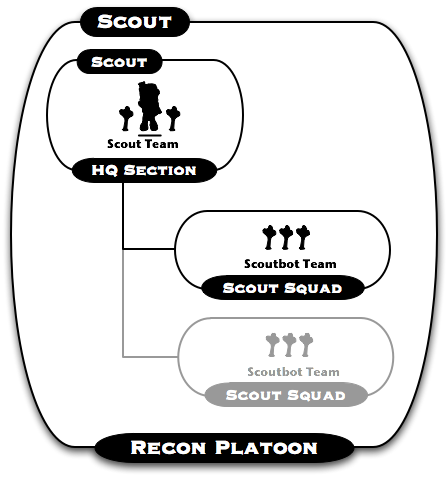 Scout
Scout
Scout Team
HQ Section
Scoutbot Team
Scout Squad
Scoutbot Team
Scout Squad
Recon Platoon